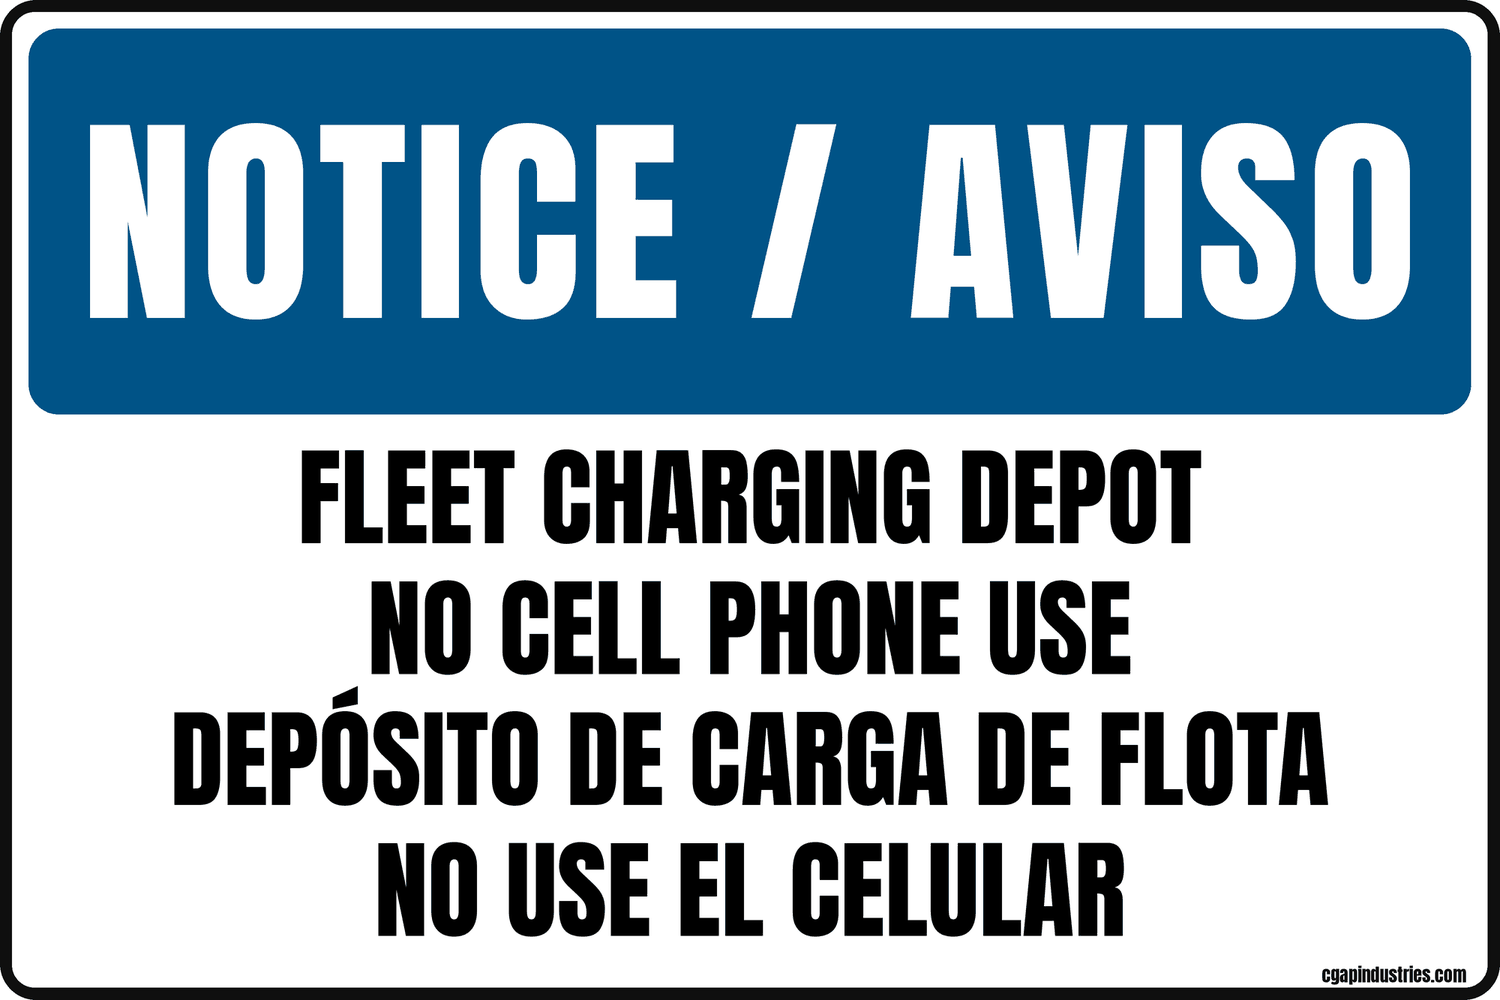 NOTICE / AVISO
FLEET CHARGING DEPOT
NO CELL PHONE USE
DEPÓSITO DE CARGA DE FLOTA
NO USE EL CELULAR
cgapindustries.com